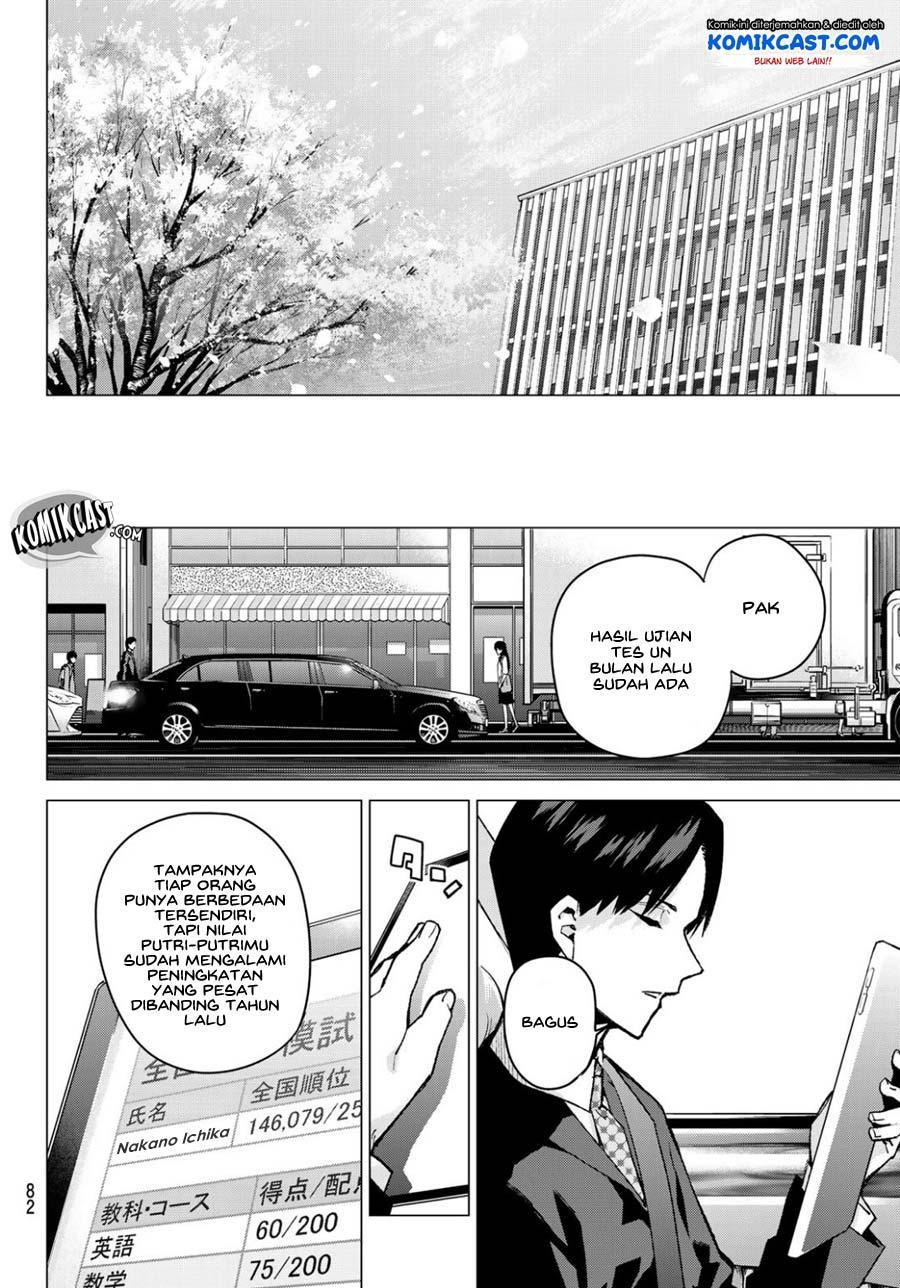 Komik ini diterjemahkan & diedit oleh
KOMIKCAST.COM
BUKAN WEB LAIN!!
KOMIKCAST
.COM
PAK
HASIL UJIAN
TES UN
BULAN LALU
SUDAH ADA
BAGUS
TAMPAKNYA
TIAP ORANG
PUNYA BERBEDAAN
TERSENDIRI,
TAPI NILAI
PUTRI-PUTRIMU
SUDAH MENGALAMI
PENINGKATAN
YANG PESAT
DIBANDING TAHUN
LALU
全国 模試
氏名 全国順位
Nakano Ichika 146,079/25
教科・コース 得点/配点
英語 60/200
数学 75/200
82